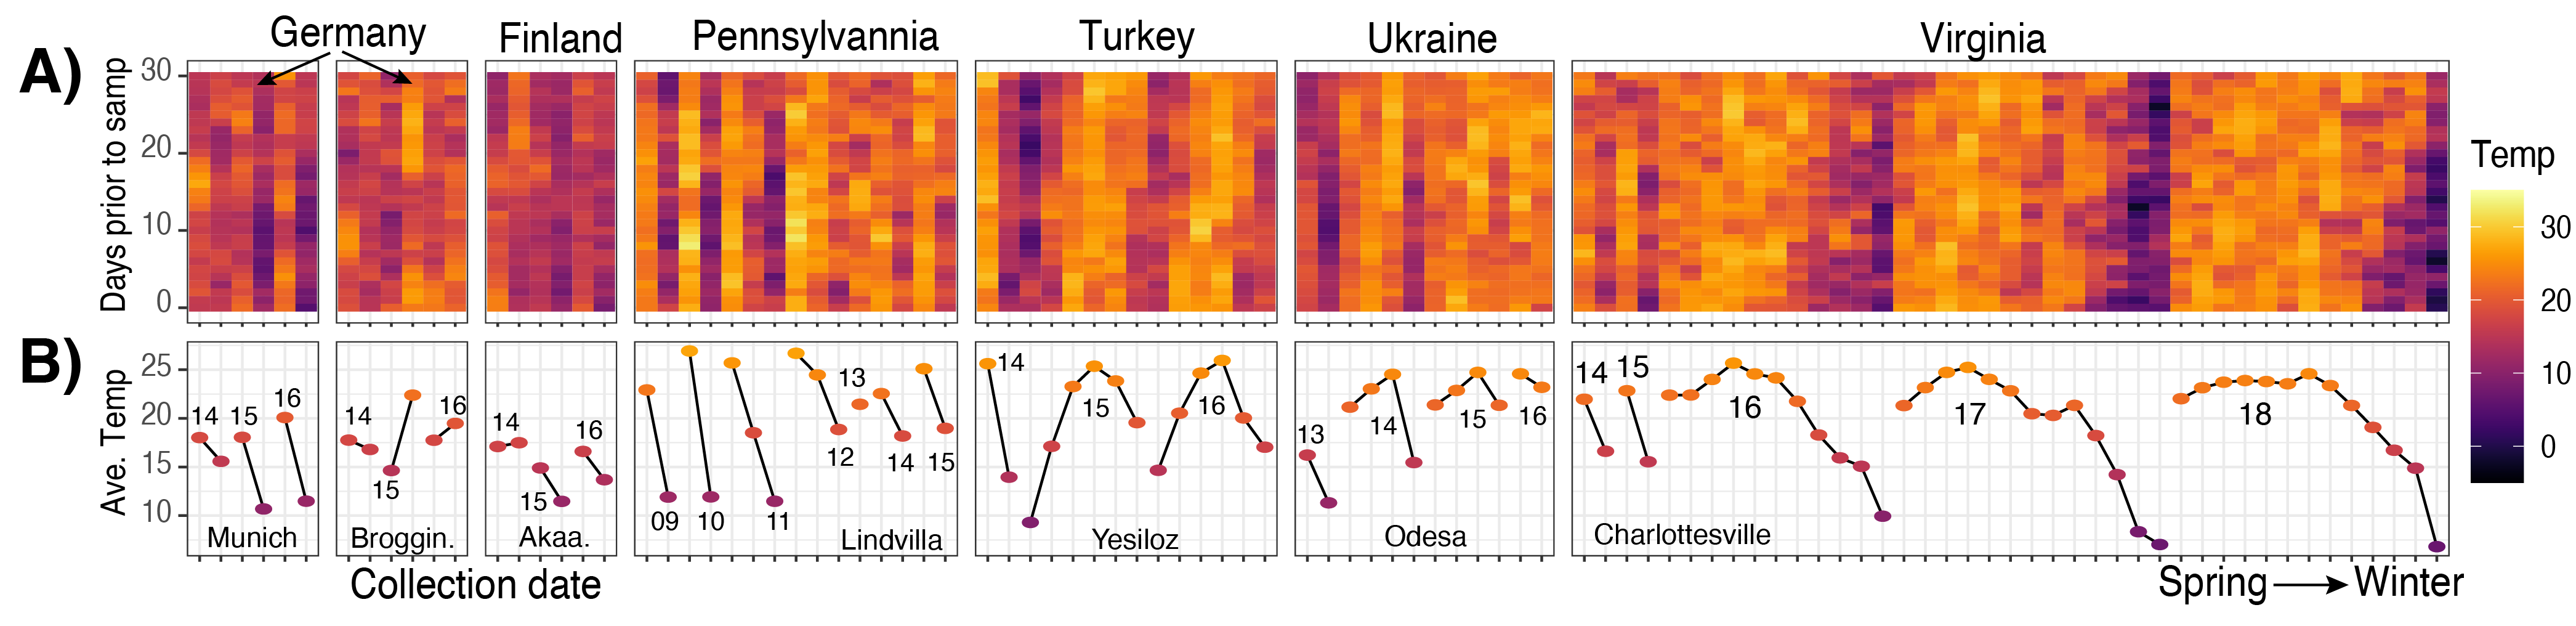 A)
Germany
Finland
Pennsylvannia
Turkey
Ukraine
Virginia
Days prior to samp
30
20
10
0
Temp
30
20
10
0
B)
Ave. Temp
25
20
15
10
14
15
16
Munich
14
15
16
Broggin.
14
15
16
Akaa.
09
10
11
12
13
14
15
Lindvilla
14
15
16
Yesiloz
13
14
15
16
Odesa
14
15
16
17
18
Charlottesville
Collection date
Spring
Winter